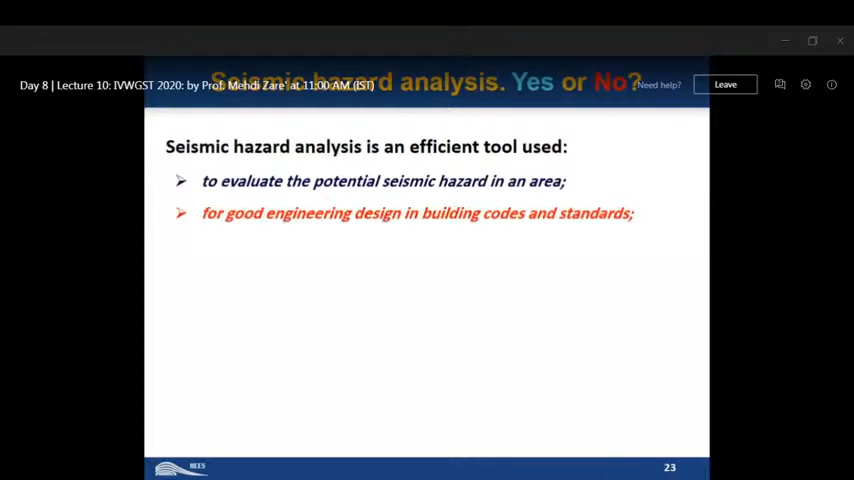 Seismic hazard analysis. Yes or No?
Day 8 | Lecture 10: IVWGST 2020: by Prof. Mehdi Zare' at 11:00 AM (IST)
Need help?
Leave
Seismic hazard analysis is an efficient tool used:
to evaluate the potential seismic hazard in an area;
for good engineering design in building codes and standards;
IIEES
23